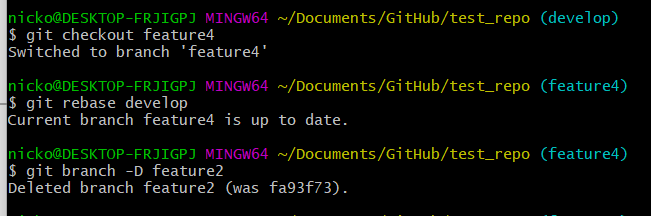 nicko@DESKTOP-FRJIGPJ MINGW64 ~/Documents/GitHub/test_repo (develop)
$ git checkout feature4
Switched to branch 'feature4'
nicko@DESKTOP-FRJIGPJ MINGW64 ~/Documents/GitHub/test_repo (feature4)
$ git rebase develop
Current branch feature4 is up to date.
nicko@DESKTOP-FRJIGPJ MINGW64 ~/Documents/GitHub/test_repo (feature4)
$ git branch -D feature2
Deleted branch feature2 (was fa93f73).